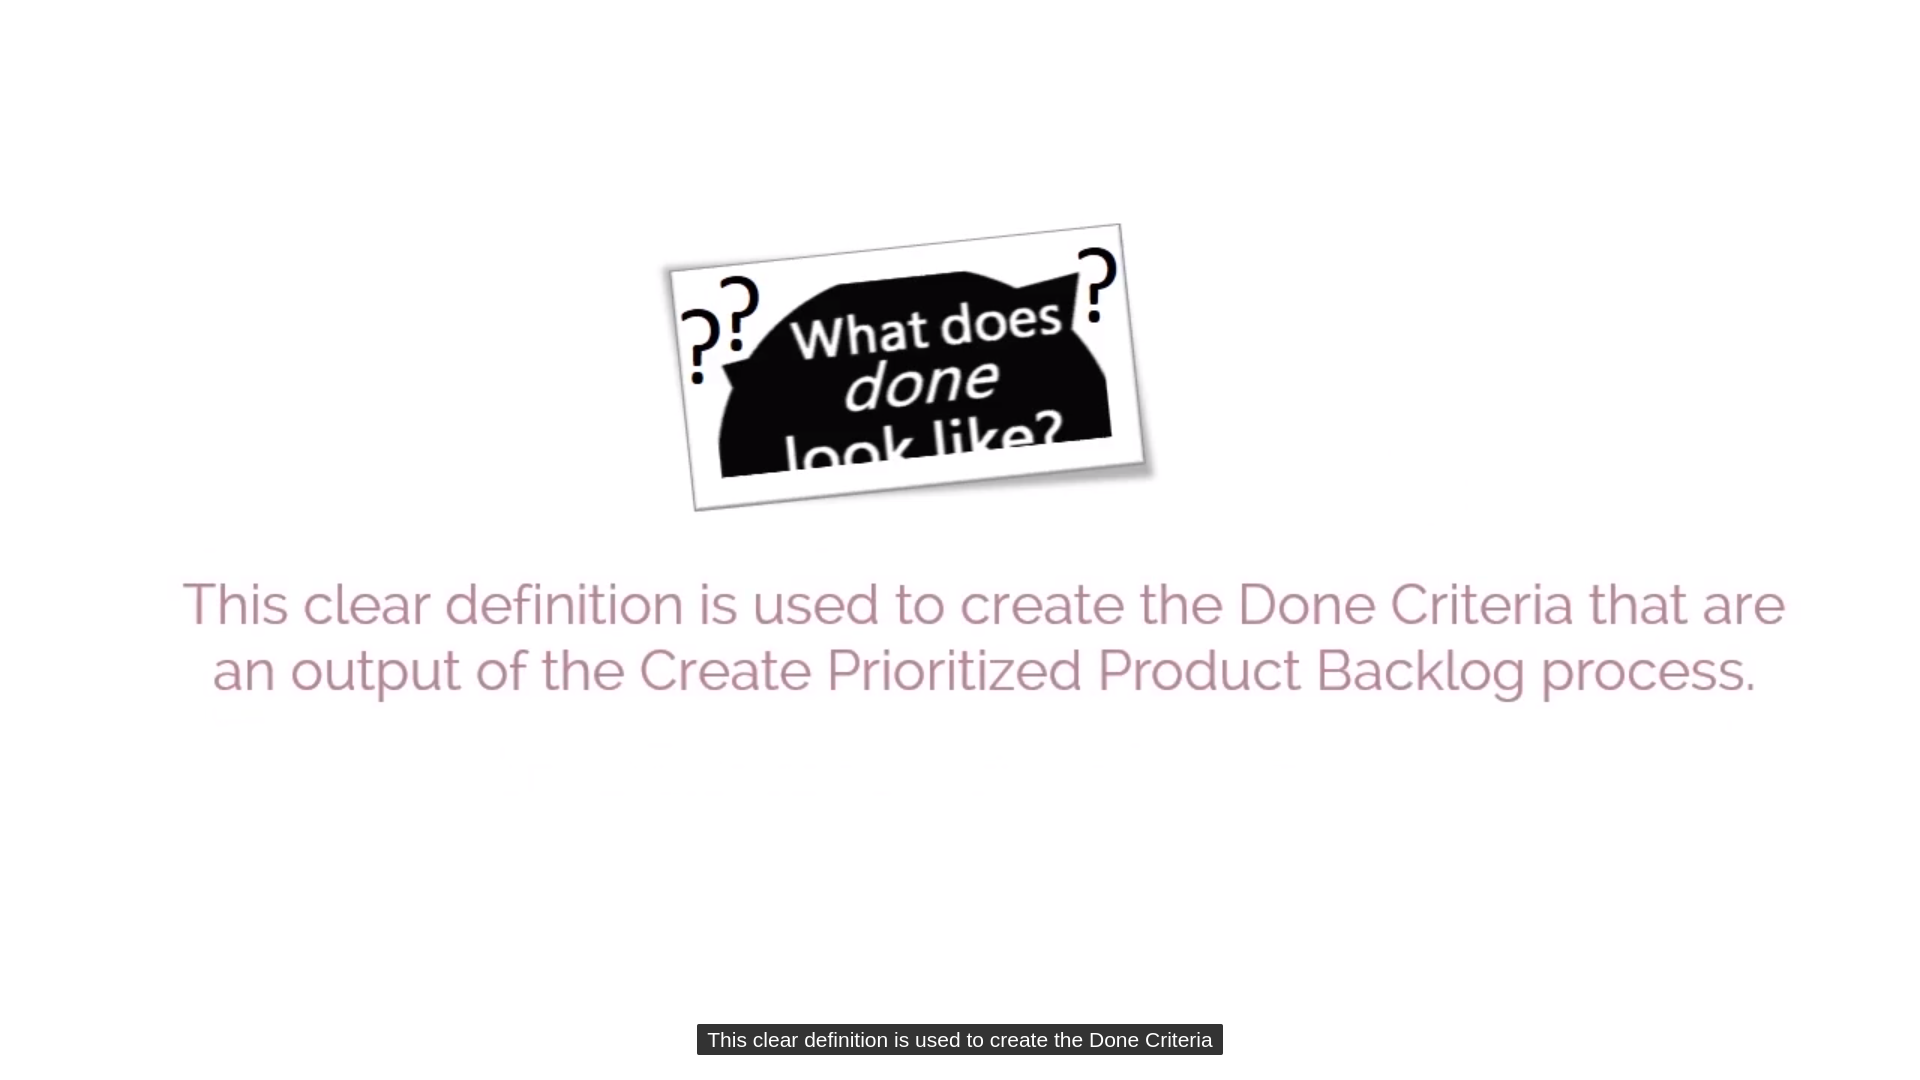 ? ? ?
What does
done
look like?
This clear definition is used to create the Done Criteria that are
an output of the Create Prioritized Product Backlog process.
This clear definition is used to create the Done Criteria